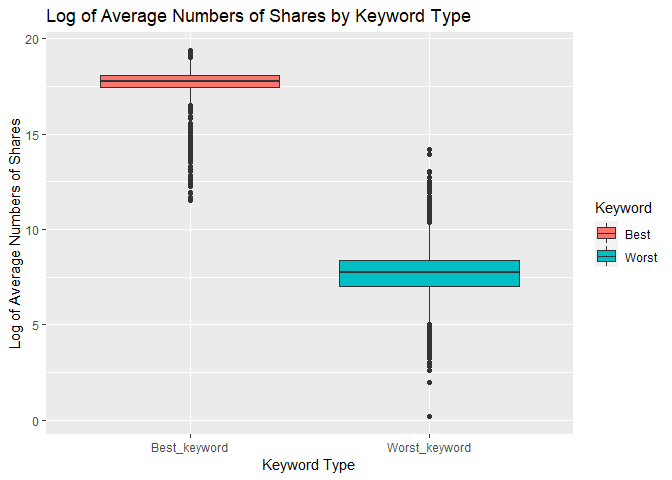 Log of Average Numbers of Shares by Keyword Type
Log of Average Numbers of Shares
20
15
10
5
0
Best_keyword
Worst_keyword
Keyword Type
Keyword
Best
Worst